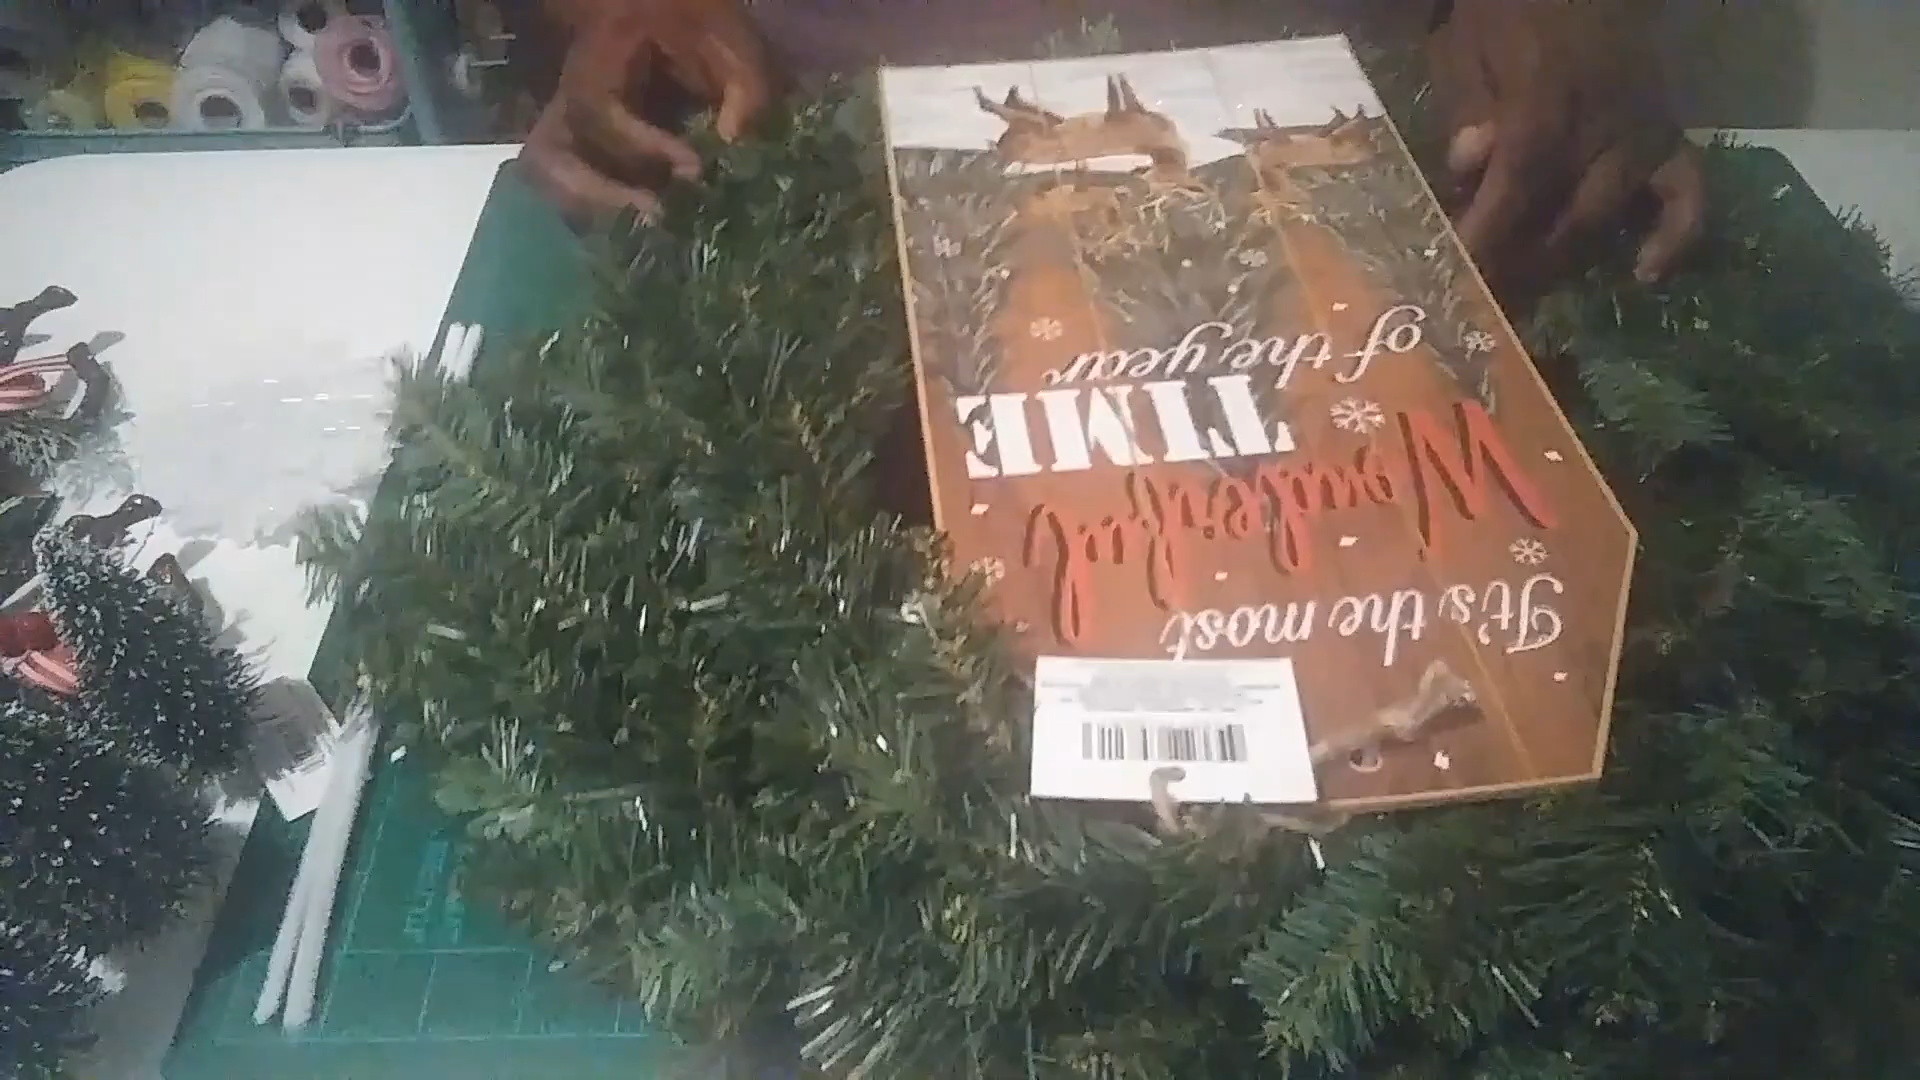 It's the most
Wonderful
TIME
of the year